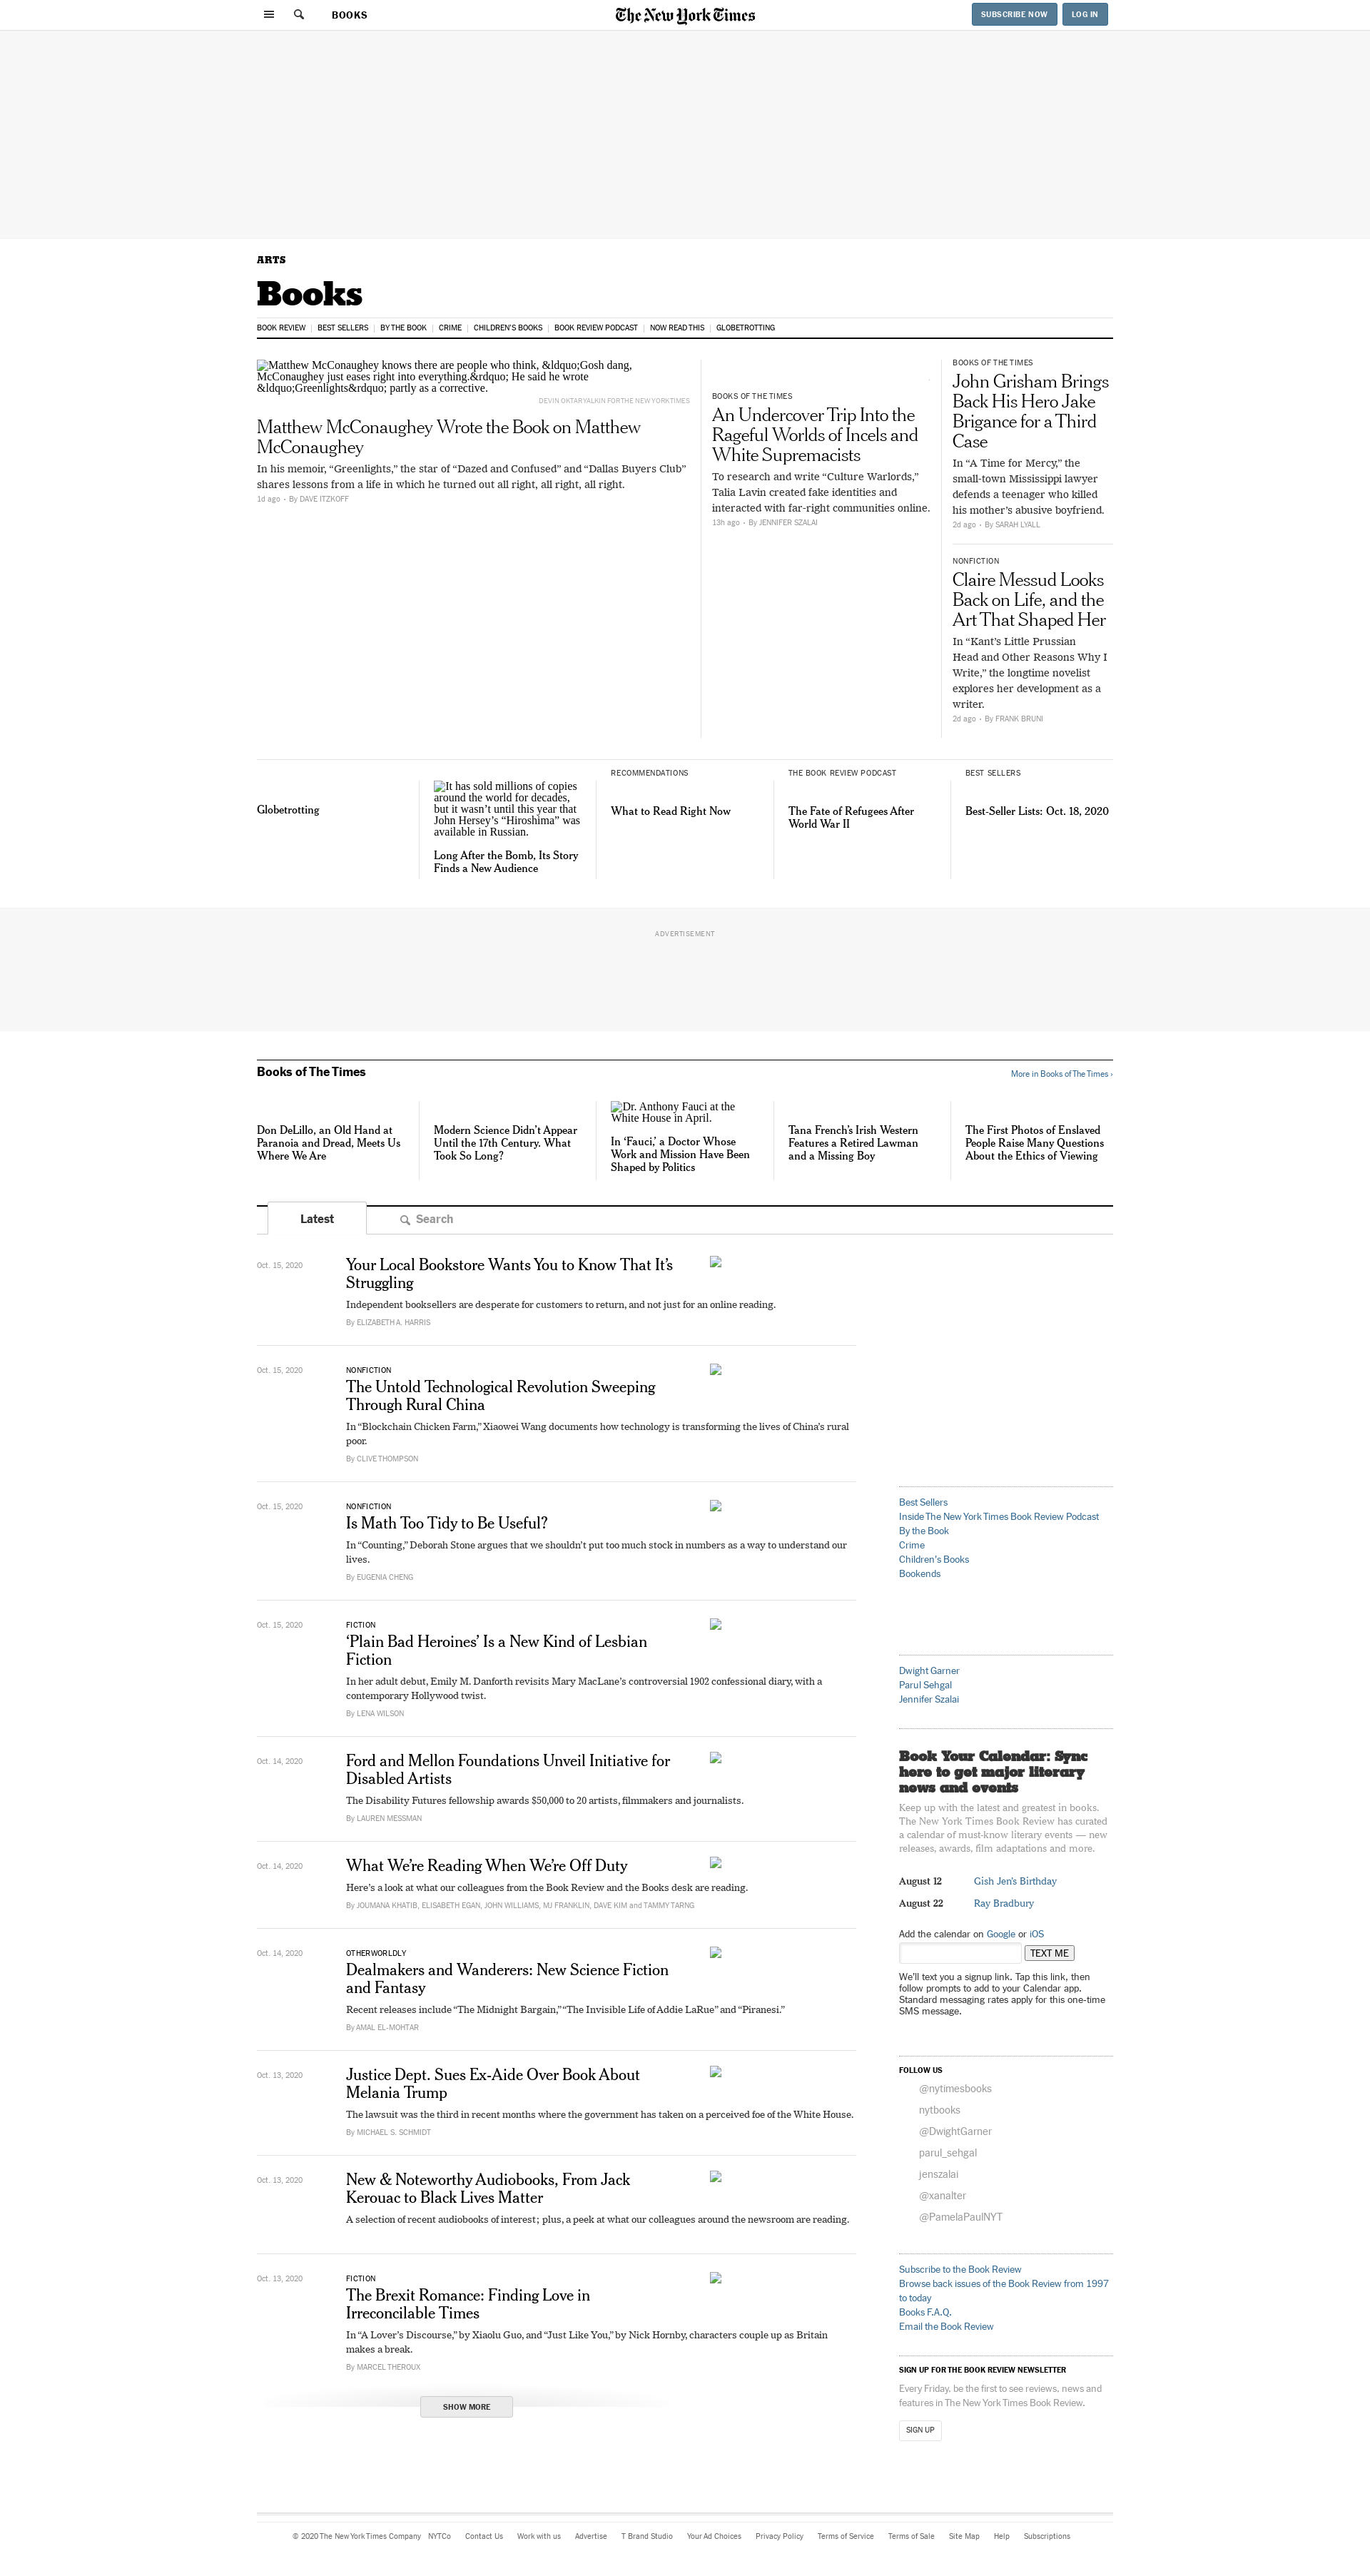 BOOKS
The New York Times
SUBSCRIBE NOW
LOG IN
ARTS
Books
BOOK REVIEW
BEST SELLERS
BY THE BOOK
CRIME
CHILDREN'S BOOKS
BOOK REVIEW PODCAST
NOW READ THIS
GLOBETROTTING
Matthew McConaughey knows there are people who think, &ldquo;Gosh dang,
McConaughey just eases right into everything.&rdquo; He said he wrote
&ldquo;Greenlights&rdquo; partly as a corrective.
DEVIN OKTAR YALKIN FOR THE NEW YORK TIMES
Matthew McConaughey Wrote the Book on Matthew
McConaughey
In his memoir, “Greenlights,” the star of “Dazed and Confused” and “Dallas Buyers Club”
shares lessons from a life in which he turned out all right, all right, all right.
1d ago • By DAVE ITZKOFF
BOOKS OF THE TIMES
An Undercover Trip Into the
Rageful Worlds of Incels and
White Supremacists
To research and write “Culture Warlords,”
Talia Lavin created fake identities and
interacted with far-right communities online.
13h ago • By JENNIFER SZALAI
BOOKS OF THE TIMES
John Grisham Brings
Back His Hero Jake
Brigance for a Third
Case
In “A Time for Mercy,” the
small-town Mississippi lawyer
defends a teenager who killed
his mother’s abusive boyfriend.
2d ago • By SARAH LYALL
NONFICTION
Claire Messud Looks
Back on Life, and the
Art That Shaped Her
In “Kant’s Little Prussian
Head and Other Reasons Why I
Write,” the longtime novelist
explores her development as a
writer.
2d ago • By FRANK BRUNI
Globetrotting
It has sold millions of copies
around the world for decades,
but it wasn’t until this year that
John Hersey’s “Hiroshima” was
available in Russian.
Long After the Bomb, Its Story
Finds a New Audience
RECOMMENDATIONS
What to Read Right Now
THE BOOK REVIEW PODCAST
The Fate of Refugees After
World War II
BEST SELLERS
Best-Seller Lists: Oct. 18, 2020
ADVERTISEMENT
Books of The Times
More in Books of The Times ›
Don DeLillo, an Old Hand at
Paranoia and Dread, Meets Us
Where We Are
Modern Science Didn’t Appear
Until the 17th Century. What
Took So Long?
Dr. Anthony Fauci at the
White House in April.
In ‘Fauci,’ a Doctor Whose
Work and Mission Have Been
Shaped by Politics
Tana French’s Irish Western
Features a Retired Lawman
and a Missing Boy
The First Photos of Enslaved
People Raise Many Questions
About the Ethics of Viewing
Latest
Search
Oct. 15, 2020
Your Local Bookstore Wants You to Know That It’s
Struggling
Independent booksellers are desperate for customers to return, and not just for an online reading.
By ELIZABETH A. HARRIS
Oct. 15, 2020
NONFICTION
The Untold Technological Revolution Sweeping
Through Rural China
In “Blockchain Chicken Farm,” Xiaowei Wang documents how technology is transforming the lives of China’s rural
poor.
By CLIVE THOMPSON
Oct. 15, 2020
NONFICTION
Is Math Too Tidy to Be Useful?
In “Counting,” Deborah Stone argues that we shouldn’t put too much stock in numbers as a way to understand our
lives.
By EUGENIA CHENG
Oct. 15, 2020
FICTION
‘Plain Bad Heroines’ Is a New Kind of Lesbian
Fiction
In her adult debut, Emily M. Danforth revisits Mary MacLane’s controversial 1902 confessional diary, with a
contemporary Hollywood twist.
By LENA WILSON
Oct. 14, 2020
Ford and Mellon Foundations Unveil Initiative for
Disabled Artists
The Disability Futures fellowship awards $50,000 to 20 artists, filmmakers and journalists.
By LAUREN MESSMAN
Oct. 14, 2020
What We’re Reading When We’re Off Duty
Here’s a look at what our colleagues from the Book Review and the Books desk are reading.
By JOUMANA KHATIB, ELISABETH EGAN, JOHN WILLIAMS, MJ FRANKLIN, DAVE KIM and TAMMY TARNG
Oct. 14, 2020
OTHERWORLDLY
Dealmakers and Wanderers: New Science Fiction
and Fantasy
Recent releases include “The Midnight Bargain,” “The Invisible Life of Addie LaRue” and “Piranesi.”
By AMAL EL-MOHTAR
Oct. 13, 2020
Justice Dept. Sues Ex-Aide Over Book About
Melania Trump
The lawsuit was the third in recent months where the government has taken on a perceived foe of the White House.
By MICHAEL S. SCHMIDT
Oct. 13, 2020
New & Noteworthy Audiobooks, From Jack
Kerouac to Black Lives Matter
A selection of recent audiobooks of interest; plus, a peek at what our colleagues around the newsroom are reading.
Oct. 13, 2020
FICTION
The Brexit Romance: Finding Love in
Irreconcilable Times
In “A Lover’s Discourse,” by Xiaolu Guo, and “Just Like You,” by Nick Hornby, characters couple up as Britain
makes a break.
By MARCEL THEROUX
SHOW MORE
Best Sellers
Inside The New York Times Book Review Podcast
By the Book
Crime
Children’s Books
Bookends
Dwight Garner
Parul Sehgal
Jennifer Szalai
Book Your Calendar: Sync
here to get major literary
news and events
Keep up with the latest and greatest in books.
The New York Times Book Review has curated
a calendar of must-know literary events — new
releases, awards, film adaptations and more.
August 12 Gish Jen's Birthday
August 22 Ray Bradbury
Add the calendar on Google or iOS
TEXT ME
We’ll text you a signup link. Tap this link, then
follow prompts to add to your Calendar app.
Standard messaging rates apply for this one-time
SMS message.
FOLLOW US
@nytimesbooks
nytbooks
@DwightGarner
parul_sehgal
jenszalai
@xanalter
@PamelaPaulNYT
Subscribe to the Book Review
Browse back issues of the Book Review from 1997
to today
Books F.A.Q.
Email the Book Review
SIGN UP FOR THE BOOK REVIEW NEWSLETTER
Every Friday, be the first to see reviews, news and
features in The New York Times Book Review.
SIGN UP
© 2020 The New York Times Company NYTCo Contact Us Work with us Advertise T Brand Studio Your Ad Choices Privacy Policy Terms of Service Terms of Sale Site Map Help Subscriptions